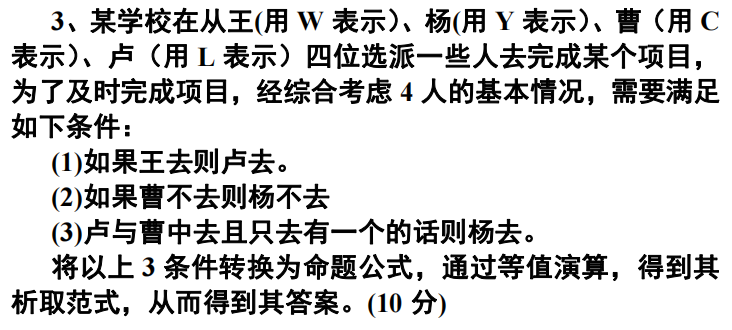 3、某学校在从王(用 W 表示)、杨(用 Y 表示)、曹（用 C
表示）、卢（用 L 表示）四位选派一些人去完成某个项目，
为了及时完成项目，经综合考虑 4 人的基本情况，需要满足
如下条件：
(1)如果王去则卢去。
(2)如果曹不去则杨不去
(3)卢与曹中去且只去有一个的话则杨去。
将以上 3 条件转换为命题公式，通过等值演算，得到其
析取范式，从而得到其答案。(10 分)